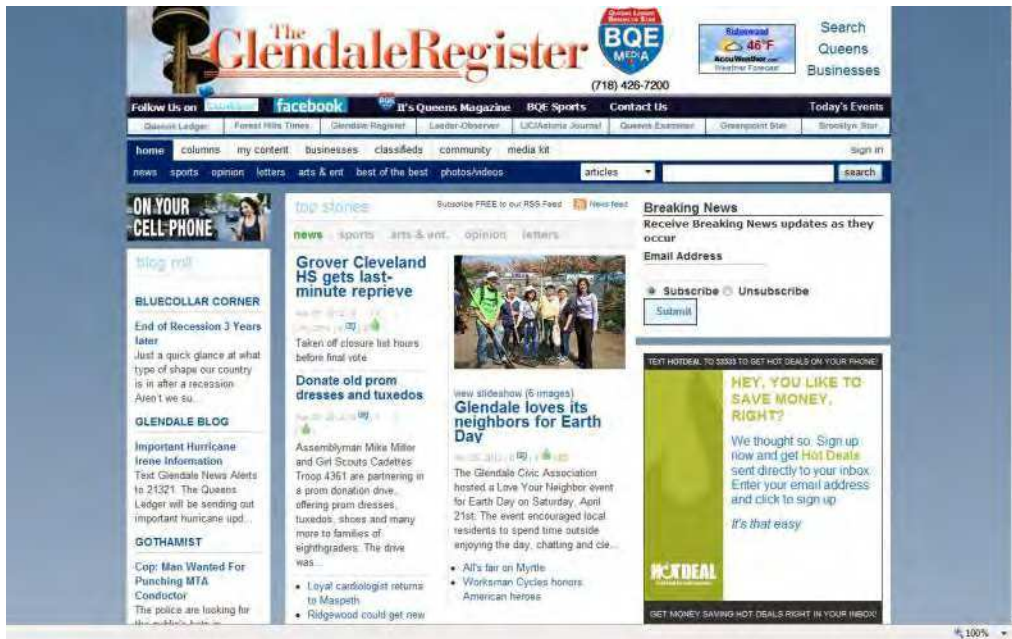 The
GlendaleRegister
QUEENS LEDGER
BROOKLYN STAR
BQE
MEDIA
(718) 426-7200
Ridgewood
46°F
AccuWeather.com
Weather Forecast
Search
Queens
Businesses
Follow Us on facebook It's Queens Magazine BQE Sports Contact Us Today's Events
Queens Ledger Forest Hills Times Glendale Register Leader-Observer LIC/Astoria Journal Queens Examiner Greenpoint Star Brooklyn Star
home columns my content businesses classifieds community media kit sign in
news sports opinion letters arts & ent best of the best photos/videos articles search
ON YOUR
CELL PHONE
blog roll
BLUECOLLAR CORNER
End of Recession 3 Years
later
Just a quick glance at what
type of shape our country
is in after a recession
Aren't we su...
GLENDALE BLOG
Important Hurricane
Irene Information
Text Glendale News Alerts
to 21321. The Queens
Ledger will be sending out
important hurricane upd...
GOTHAMIST
Cop: Man Wanted For
Punching MTA
Conductor
The police are looking for
top stories
Subscribe FREE to our RSS Feed News feed
news sports arts & ent. opinion letters
Grover Cleveland
HS gets last-
minute reprieve
Taken off closure list hours
before final vote
Donate old prom
dresses and tuxedos
Assemblyman Mike Miller
and Girl Scouts Cadettes
Troop 4361 are partnering in
a prom donation drive,
offering prom dresses,
tuxedos, shoes and many
more to families of
eighthgraders. The drive
was...
Loyal cardiologist returns
to Maspeth
Ridgewood could get new
view slideshow (6 images)
Glendale loves its
neighbors for Earth
Day
The Glendale Civic Association
hosted a Love Your Neighbor event
for Earth Day on Saturday, April
21st. The event encouraged local
residents to spend time outside
enjoying the day, chatting and cle...
All's fair on Myrtle
Worksman Cycles honors
American heroes
Breaking News
Receive Breaking News updates as they
occur
Email Address
Subscribe Unsubscribe
Submit
TEXT HOTDEAL TO 53533 TO GET HOT DEALS ON YOUR PHONE!
HEY, YOU LIKE TO
SAVE MONEY,
RIGHT?
We thought so. Sign up
now and get Hot Deals
sent directly to your inbox
Enter your email address
and click to sign up
It's that easy
HOTDEAL
GET MONEY SAVING HOT DEALS RIGHT IN YOUR INBOX!
100%